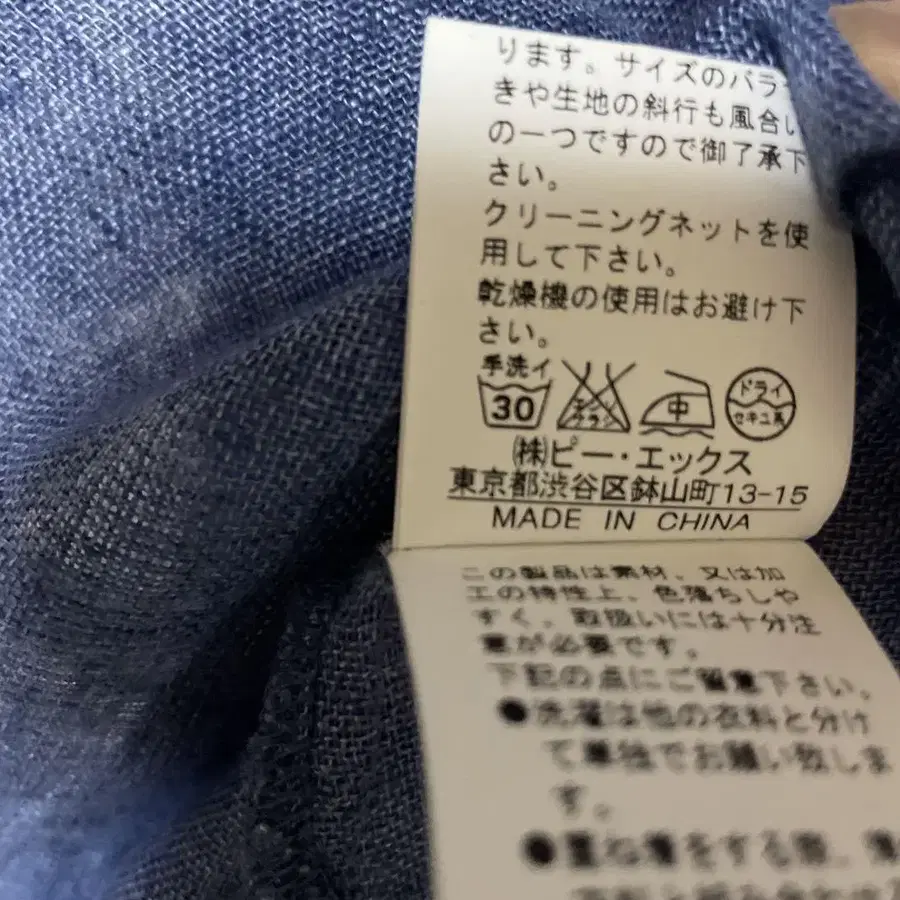 ります。サイズのバラ
きや生地の斜行も風合い
の一つですので御了承下
さい。
クリーニングネットを使
用して下さい。
乾燥機の使用はお避け下
さい。
手洗イ
30
エンソ
サラシ
中
ドライ
セキユ系
㈱ピー・エックス
東京都渋谷区鉢山町13-15
MADE IN CHINA
この製品は素材、又は加
工の特性上、色落ちしや
すく、取扱いには十分注
意が必要です。
下記の点にご留意下さい。
●洗濯は他の衣料と分け
て単独でお願い致しま
す。
●重ね着をする際、薄